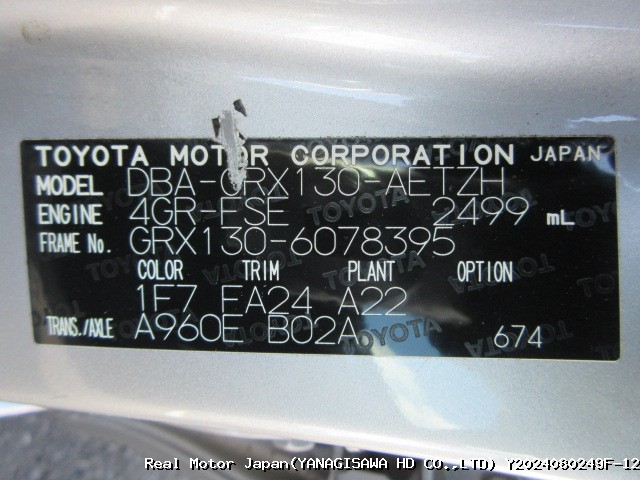 TOYOTA MOTOR CORPORATION JAPAN
MODEL DBA-GRX130-AETZH
ENGINE 4GR-FSE 2499 mL
FRAME No. GRX130-6078395
COLOR TRIM PLANT OPTION
1F7 FA24 A22
TRANS./AXLE A960E B02A 674
Real Motor Japan(YANAGISAWA HD CO.,LTD) Y2024080249F-12